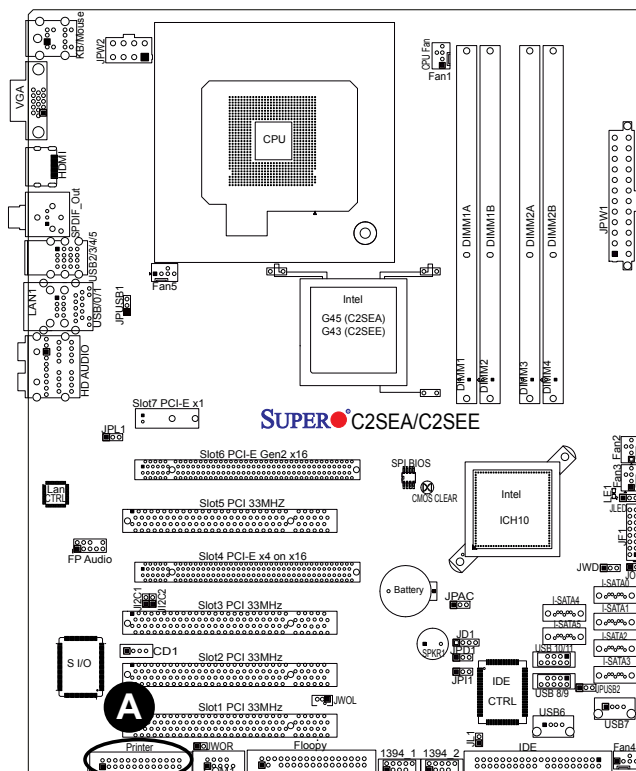 KB/Mouse
JPW2
CPU Fan
Fan1
VGA
CPU
HDMI
SPDIF_Out
DIMM1A
DIMM1B
DIMM2A
DIMM2B
JPW1
USB2/3/4/5
Fan5
LAN1
USB/0/1
JPUSB1
Intel
G45 (C2SEA)
G43 (C2SEE)
HD AUDIO
DIMM1
DIMM2
DIMM3
DIMM4
Slot7 PCI-E x1
SUPER C2SEA/C2SEE
JPL1
Fan2
Slot6 PCI-E Gen2 x16
SPI BIOS
Fan3
Lan
CTRL
CMOS CLEAR
Intel
ICH10
LE1
JLED
Slot5 PCI 33MHZ
JF1
FP Audio
Slot4 PCI-E x4 on x16
JWD
Battery
I-SATA0
JI2C1
JI2C2
JPAC
I-SATA4
I-SATA1
Slot3 PCI 33MHz
I-SATA5
I-SATA2
SPKR1
JD1
CD1
JPD1
USB 10/11
I-SATA3
S I/O
Slot2 PCI 33MHz
JPI1
IDE
CTRL
USB 8/9
JPUSB2
A
JWOL
USB6
USB7
Slot1 PCI 33MHz
JL1
Printer
JWOR
Floppy
1394_1
1394_2
IDE
Fan4